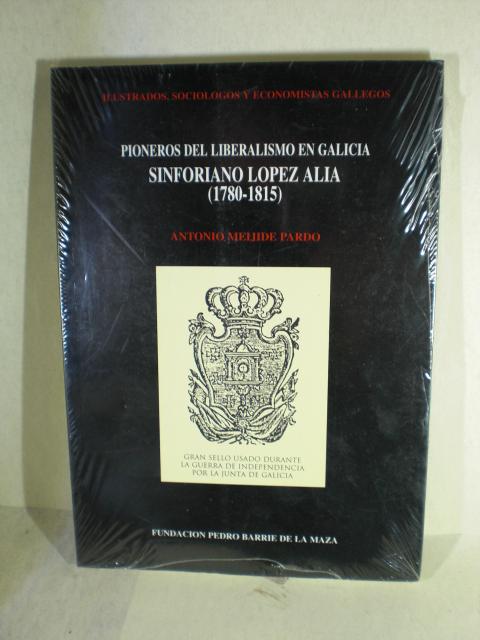 ILUSTRADOS, SOCIOLOGOS Y ECONOMISTAS GALLEGOS
PIONEROS DEL LIBERALISMO EN GALICIA
SINFORIANO LOPEZ ALIA
(1780-1815)
ANTONIO MEIJIDE PARDO
GRAN SELLO USADO DURANTE
LA GUERRA DE INDEPENDENCIA
POR LA JUNTA DE GALICIA
FUNDACION PEDRO BARRIE DE LA MAZA